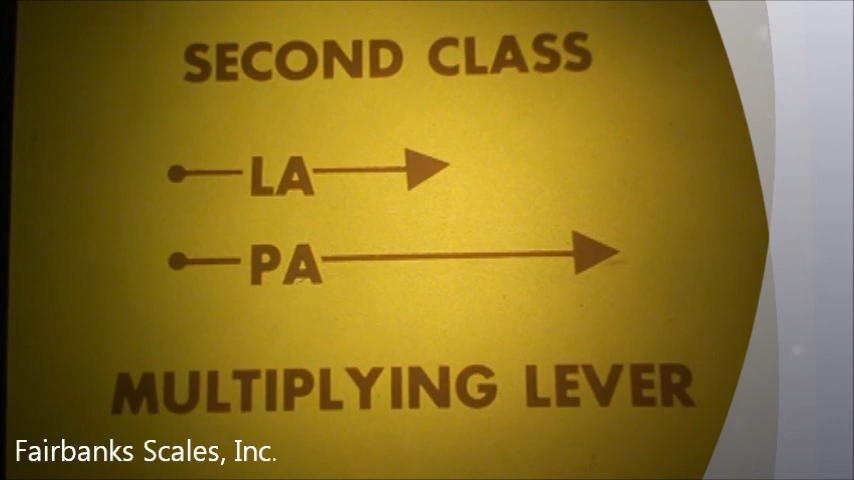 SECOND CLASS
LA
PA
MULTIPLYING LEVER
Fairbanks Scales, Inc.